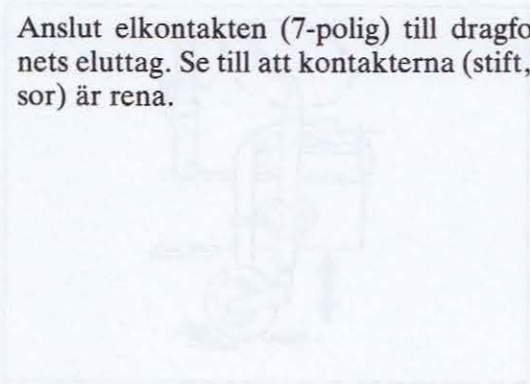 Anslut elkontakten (7-polig) till dragfo
nets eluttag. Se till att kontakterna (stift,
sor) är rena.